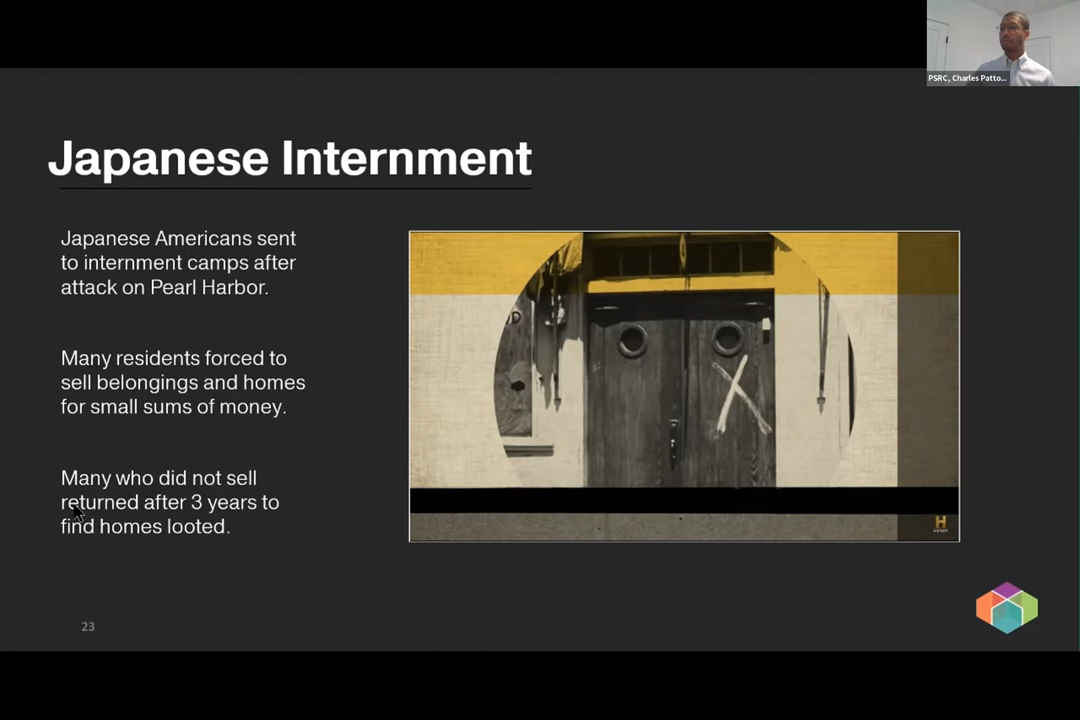 PSRC, Charles Patto...
Japanese Internment
Japanese Americans sent
to internment camps after
attack on Pearl Harbor.
Many residents forced to
sell belongings and homes
for small sums of money.
Many who did not sell
returned after 3 years to
find homes looted.
H
23